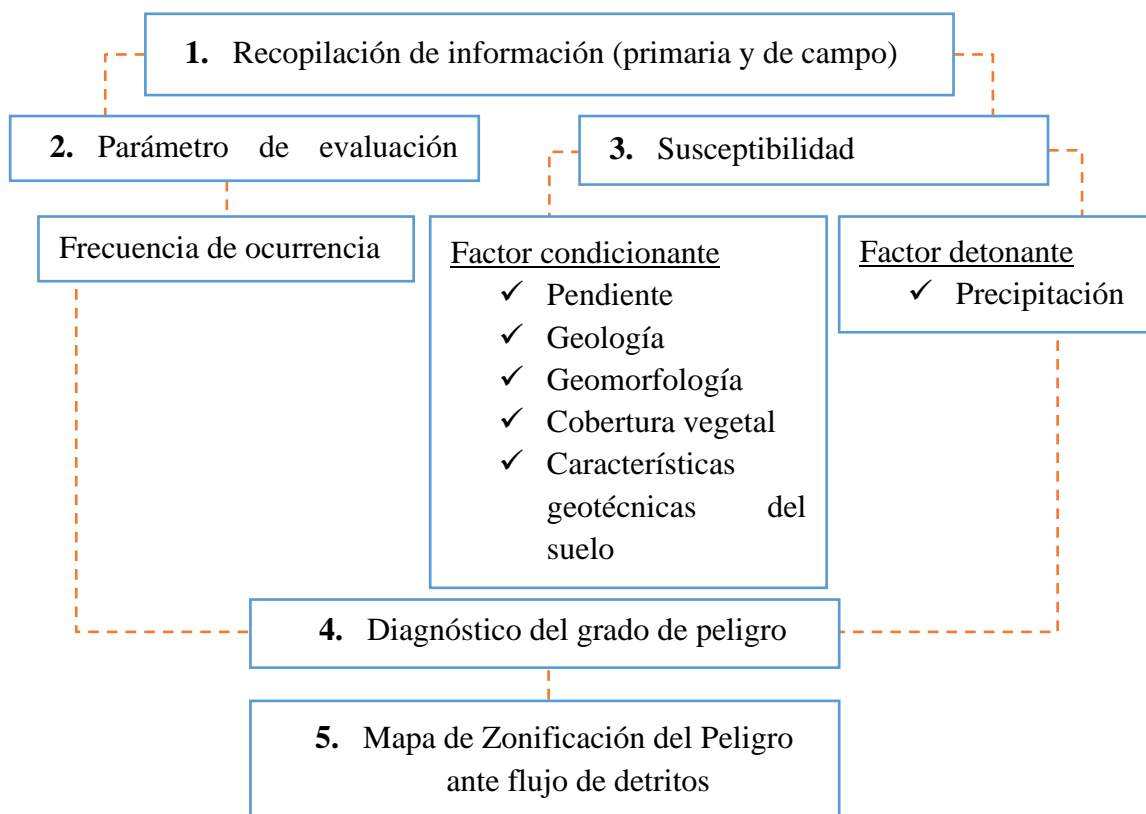 1. Recopilación de información (primaria y de campo)
2. Parámetro de evaluación
3. Susceptibilidad
Frecuencia de ocurrencia
Factor condicionante
✓ Pendiente
✓ Geología
✓ Geomorfología
✓ Cobertura vegetal
✓ Características
geotécnicas del
suelo
Factor detonante
✓ Precipitación
4. Diagnóstico del grado de peligro
5. Mapa de Zonificación del Peligro
ante flujo de detritos